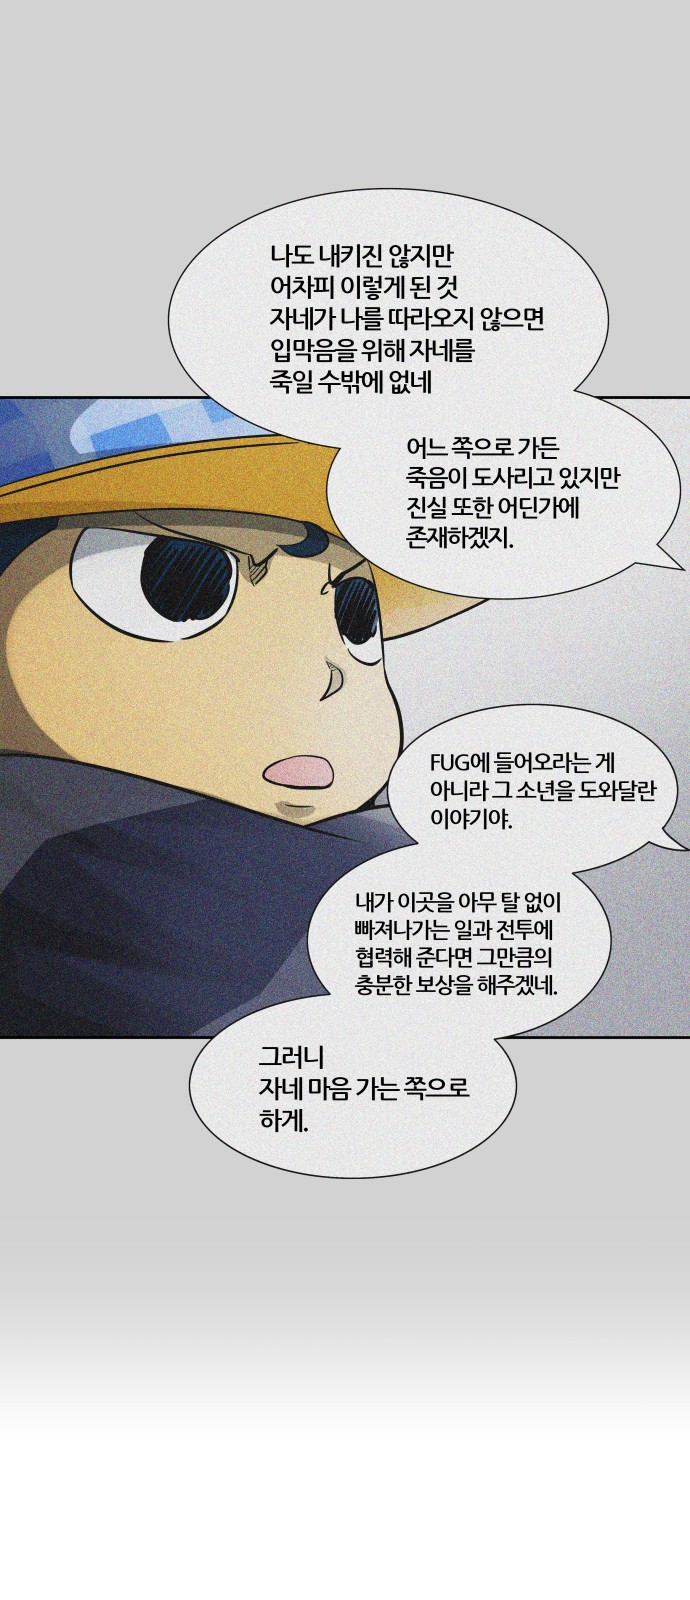 나도 내키진 않지만
어차피 이렇게 된 것
자네가 나를 따라오지 않으면
입막음을 위해 자네를
죽일 수밖에 없네
어느 쪽으로 가든
죽음이 도사리고 있지만
진실 또한 어딘가에
존재하겠지.
FUG에 들어오라는 게
아니라 그 소년을 도와달란
이야기야.
내가 이곳을 아무 탈 없이
빠져나가는 일과 전투에
협력해 준다면 그만큼의
충분한 보상을 해주겠네.
그러니
자네 마음 가는 쪽으로
하게.